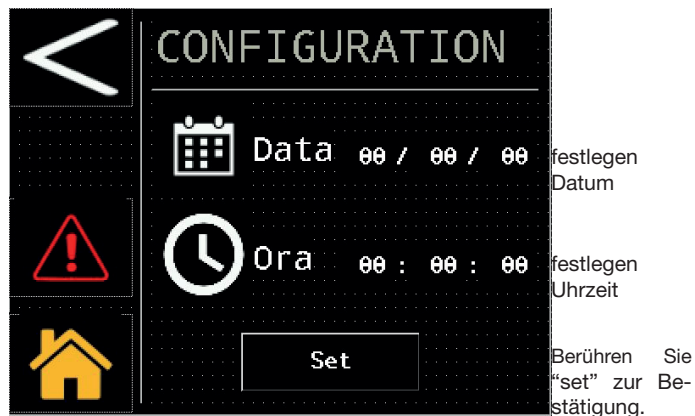 CONFIGURATION
Data 00 / 00 / 00
festlegen
Datum
Ora 00 : 00 : 00
festlegen
Uhrzeit
Set
Berühren Sie
“set” zur Be-
stätigung.